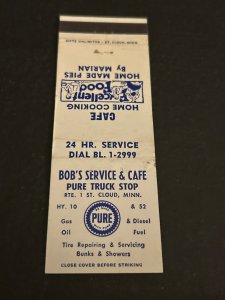 HOME MADE PIES
By MARIAN
Excellent
Food
HOME COOKING
CAFE
24 HR. SERVICE
DIAL BL. 1-2999
BOB'S SERVICE & CAFE
PURE TRUCK STOP
RTE. 1 ST. CLOUD, MINN.
HY. 10 & 52
PURE
Gas & Diesel
Oil Fuel
Tire Repairing & Servicing
Bunks & Showers
CLOSE COVER BEFORE STRIKING